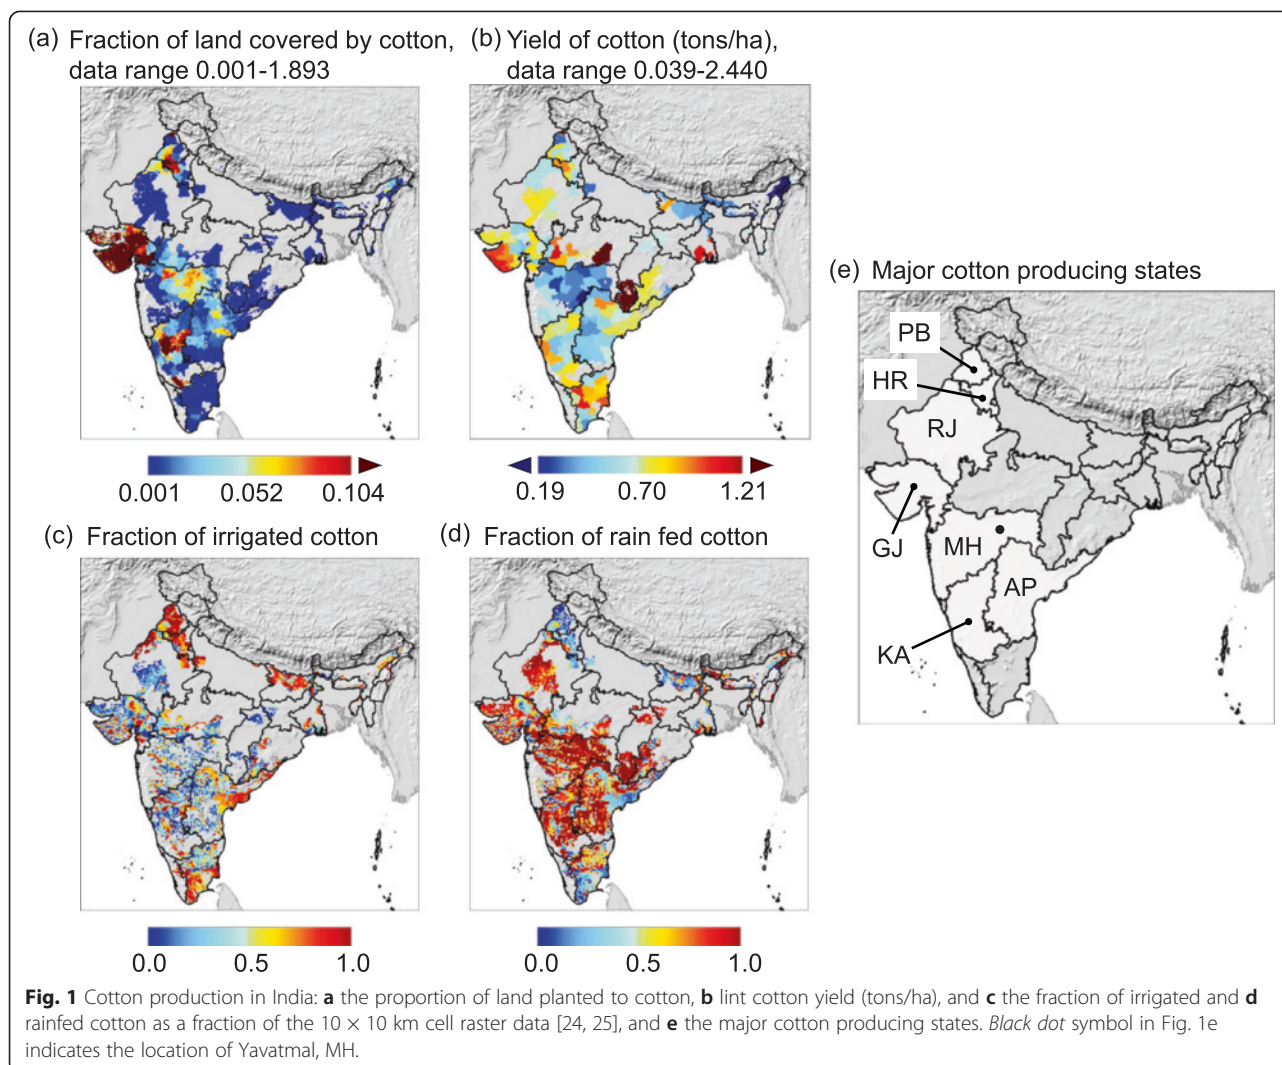 (a) Fraction of land covered by cotton,
data range 0.001-1.893
(b) Yield of cotton (tons/ha),
data range 0.039-2.440
0.001 0.052 0.104
0.19 0.70 1.21
(c) Fraction of irrigated cotton
(d) Fraction of rain fed cotton
0.0 0.5 1.0
0.0 0.5 1.0
(e) Major cotton producing states
PB
HR
RJ
GJ
MH
AP
KA
Fig. 1 Cotton production in India: a the proportion of land planted to cotton, b lint cotton yield (tons/ha), and c the fraction of irrigated and d
rainfed cotton as a fraction of the 10 × 10 km cell raster data [24, 25], and e the major cotton producing states. Black dot symbol in Fig. 1e
indicates the location of Yavatmal, MH.